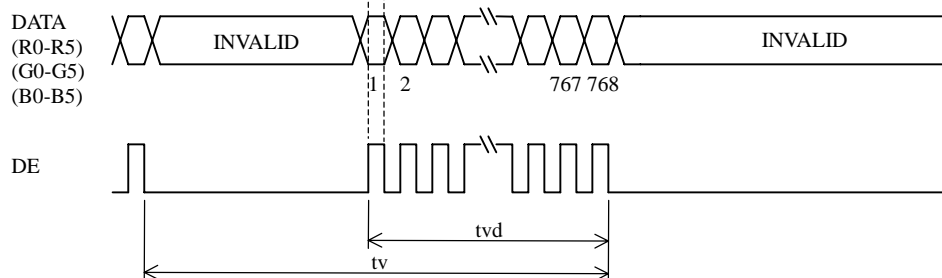 DATA
(R0-R5)
(G0-G5)
(B0-B5)
INVALID
INVALID
1 2 767 768
DE
tvd
tv